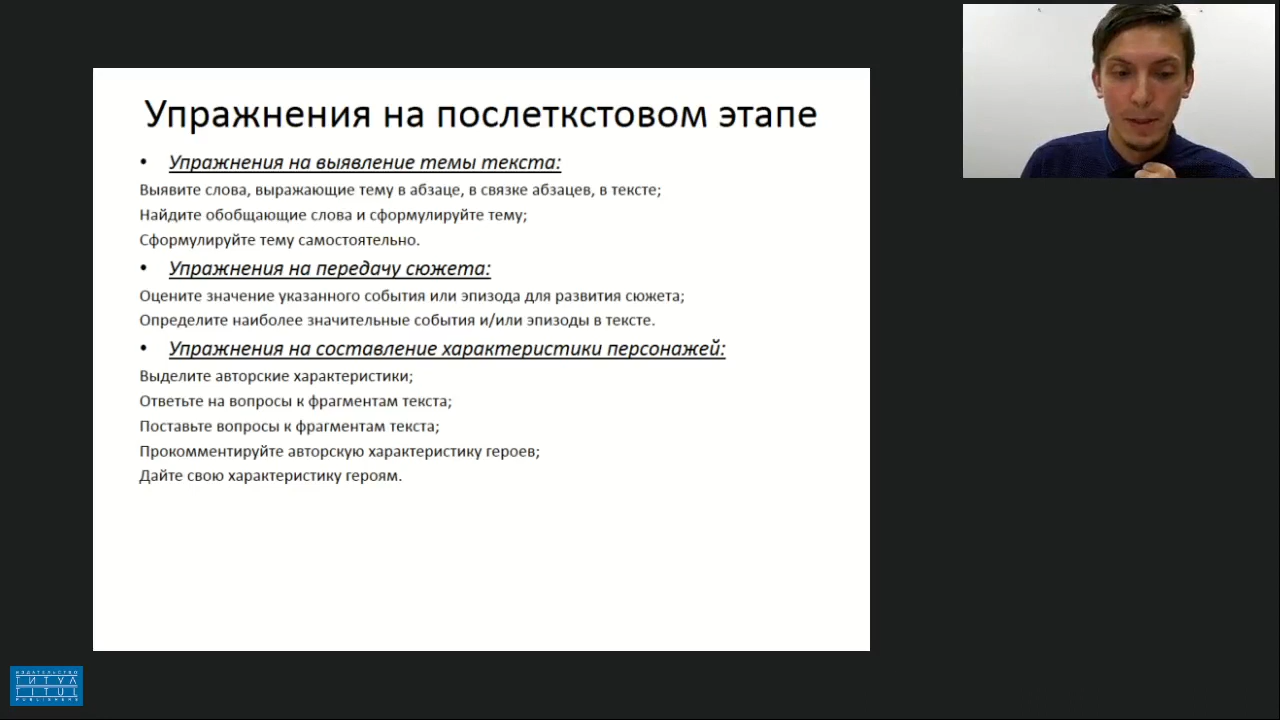 Упражнения на послеткстовом этапе
• Упражнения на выявление темы текста:
Выявите слова, выражающие тему в абзаце, в связке абзацев, в тексте;
Найдите обобщающие слова и сформулируйте тему;
Сформулируйте тему самостоятельно.
• Упражнения на передачу сюжета:
Оцените значение указанного события или эпизода для развития сюжета;
Определите наиболее значительные события и/или эпизоды в тексте.
• Упражнения на составление характеристики персонажей:
Выделите авторские характеристики;
Ответьте на вопросы к фрагментам текста;
Поставьте вопросы к фрагментам текста;
Прокомментируйте авторскую характеристику героев;
Дайте свою характеристику героям.
ИЗДАТЕЛЬСТВО
ТИТУЛ
TITUL
PUBLISHERS